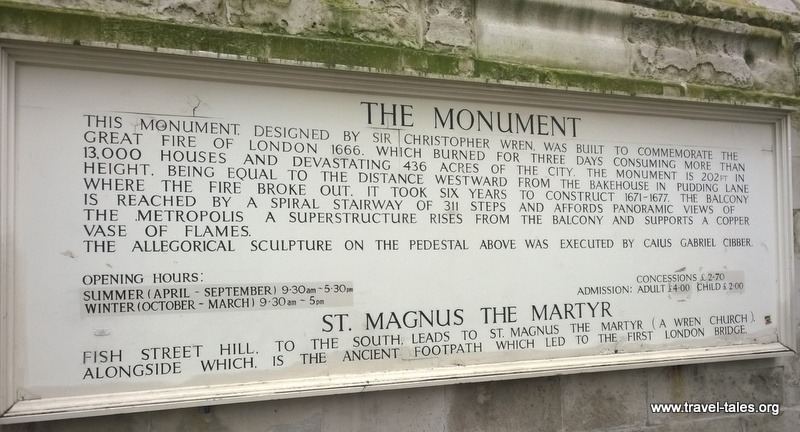 THE MONUMENT
THIS MONUMENT, DESIGNED BY SIR CHRISTOPHER WREN, WAS BUILT TO COMMEMORATE THE
GREAT FIRE OF LONDON 1666, WHICH BURNED FOR THREE DAYS CONSUMING MORE THAN
13,000 HOUSES AND DEVASTATING 436 ACRES OF THE CITY. THE MONUMENT IS 202FT IN
HEIGHT, BEING EQUAL TO THE DISTANCE WESTWARD FROM THE BAKEHOUSE IN PUDDING LANE
WHERE THE FIRE BROKE OUT. IT TOOK SIX YEARS TO CONSTRUCT 1671-1677. THE BALCONY
IS REACHED BY A SPIRAL STAIRWAY OF 311 STEPS AND AFFORDS PANORAMIC VIEWS OF
THE METROPOLIS A SUPERSTRUCTURE RISES FROM THE BALCONY AND SUPPORTS A COPPER
VASE OF FLAMES.
THE ALLEGORICAL SCULPTURE ON THE PEDESTAL ABOVE WAS EXECUTED BY CAIUS GABRIEL CIBBER.
OPENING HOURS:
SUMMER (APRIL - SEPTEMBER) 9·30am - 5·30pm
WINTER (OCTOBER - MARCH) 9·30am - 5pm
CONCESSIONS £2·70
ADMISSION: ADULT £4·00 CHILD £2·00
ST. MAGNUS THE MARTYR
FISH STREET HILL, TO THE SOUTH, LEADS TO ST. MAGNUS THE MARTYR (A WREN CHURCH),
ALONGSIDE WHICH, IS THE ANCIENT FOOTPATH WHICH LED TO THE FIRST LONDON BRIDGE.
www.travel-tales.org